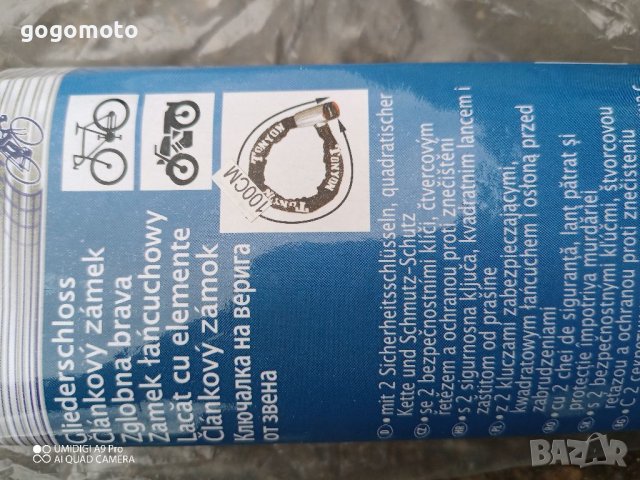 gogomoto
TONYON
TONYON
TONYON
100CM
Gliederschloss
Článkový zámek
Zglobna brava
Zamek łańcuchowy
Lacăt cu elemente
Článkový zámok
Ключалка на верига
от звена
mit 2 Sicherheitsschlüsseln, quadratischer
Kette und Schmutz-Schutz
se 2 bezpečnostními klíči, čtvercovým
řetězem a ochranou proti znečištění
s 2 sigurnosna ključa, kvadratnim lancem i
zaštitom od prašine
z 2 kluczami zabezpieczającymi,
kwadratowym łańcuchem i osłoną przed
zabrudzeniami
cu 2 chei de siguranță, lanț pătrat și
protecție împotriva murdăriei
s 2 bezpečnostnými kľúčmi, štvorcovou
reťazou a ochranou proti znečisteniu
UMIDIGI A9 Pro
AI QUAD CAMERA
BAZAR